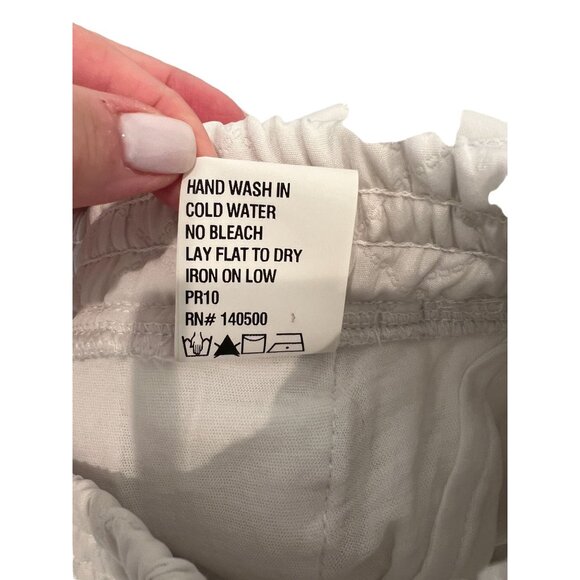 HAND WASH IN
COLD WATER
NO BLEACH
LAY FLAT TO DRY
IRON ON LOW
PR10
RN# 140500